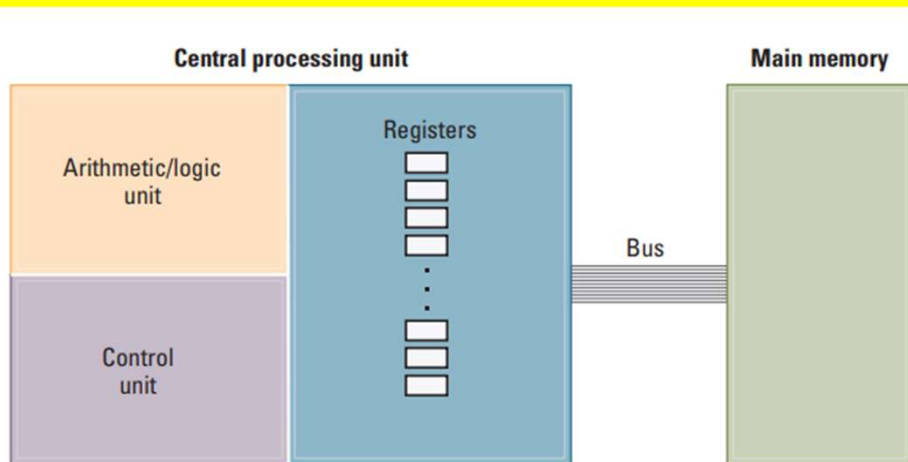 Central processing unit
Main memory
Registers
Arithmetic/logic
unit
Bus
Control
unit